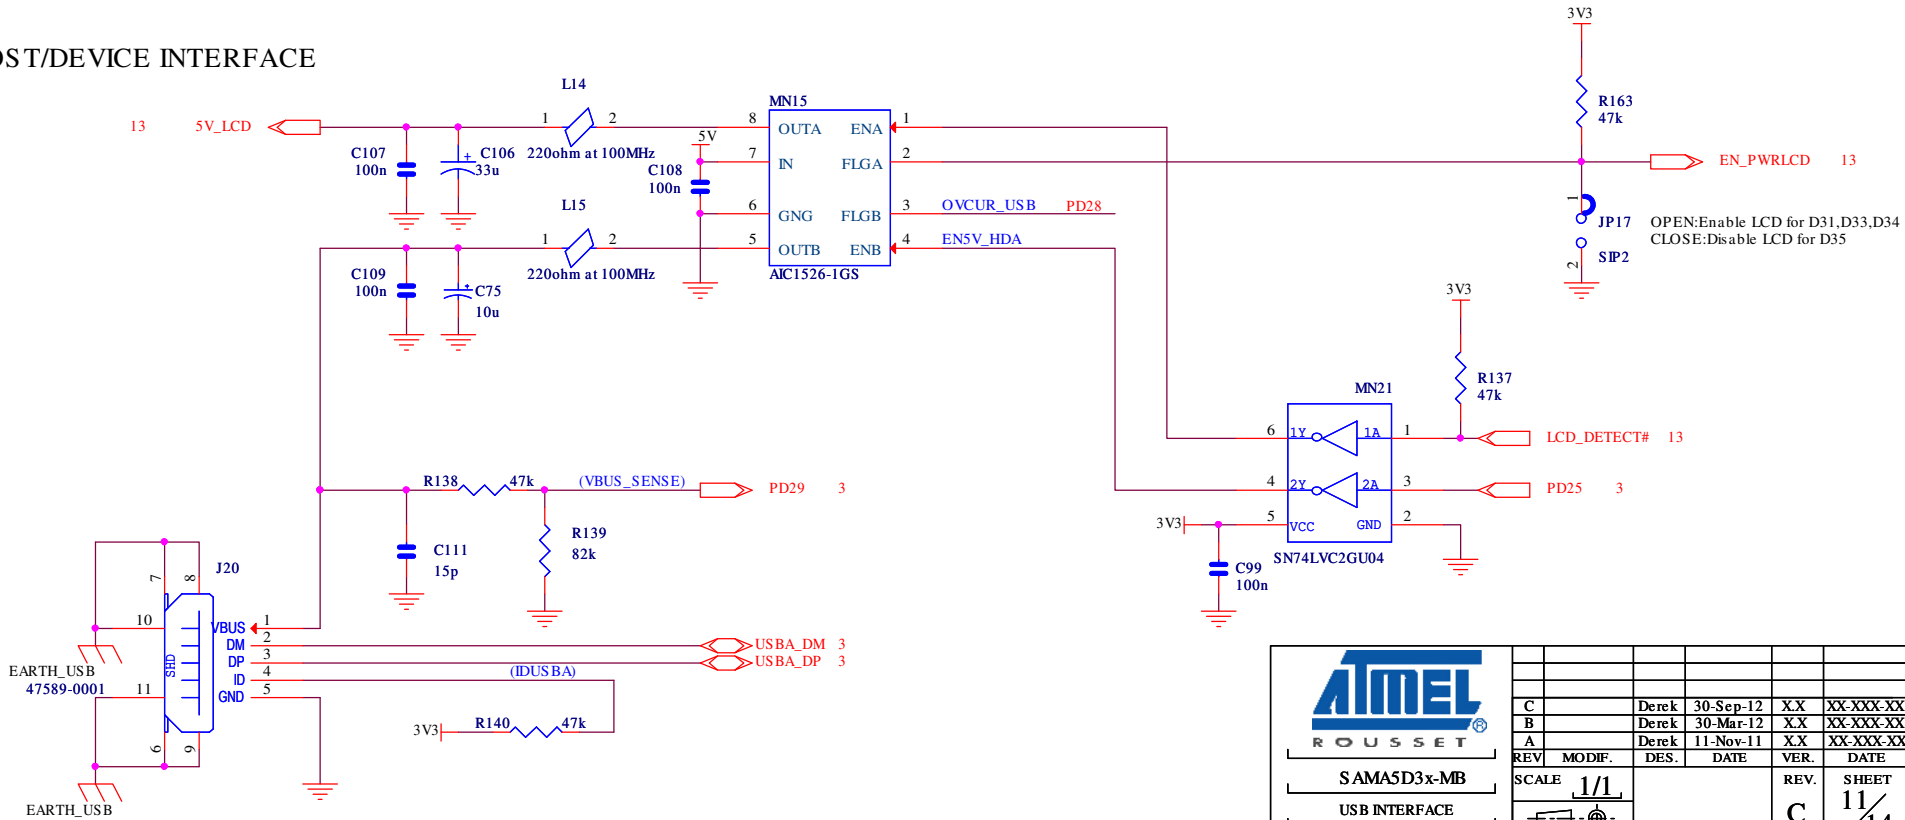 OST/DEVICE INTERFACE
3V3
R163
47k
EN_PWRLCD 13
1
JP17
OPEN:Enable LCD for D31,D33,D34
CLOSE:Disable LCD for D35
SIP2
2
13 5V_LCD
L14
1 2
220ohm at 100MHz
C107
100n
+
C106
33u
L15
1 2
220ohm at 100MHz
C109
100n
+
C75
10u
5V
C108
100n
MN15
8 OUTA ENA 1
7 IN FLGA 2
6 GNG FLGB 3
5 OUTB ENB 4
AIC1526-1GS
OVCUR_USB PD28
EN5V_HDA
3V3
R137
47k
MN21
6 1Y 1A 1
LCD_DETECT# 13
4 2Y 2A 3
PD25 3
3V3 5 VCC GND 2
SN74LVC2GU04
C99
100n
R138 47k (VBUS_SENSE) PD29 3
R139
82k
C111
15p
J20
7 8
10
VBUS 1
DM 2
DP 3
ID 4
GND 5
SHD
11
6 9
USBA_DM 3
USBA_DP 3
(IDUSBA)
3V3 R140 47k
EARTH_USB
47589-0001
EARTH_USB
ATMEL ®
ROUSSET
SAMA5D3x-MB
USB INTERFACE
C Derek 30-Sep-12 X.X XX-XXX-XX
B Derek 30-Mar-12 X.X XX-XXX-XX
A Derek 11-Nov-11 X.X XX-XXX-XX
REV MODIF. DES. DATE VER. DATE
SCALE 1/1
REV. SHEET
C 11/14